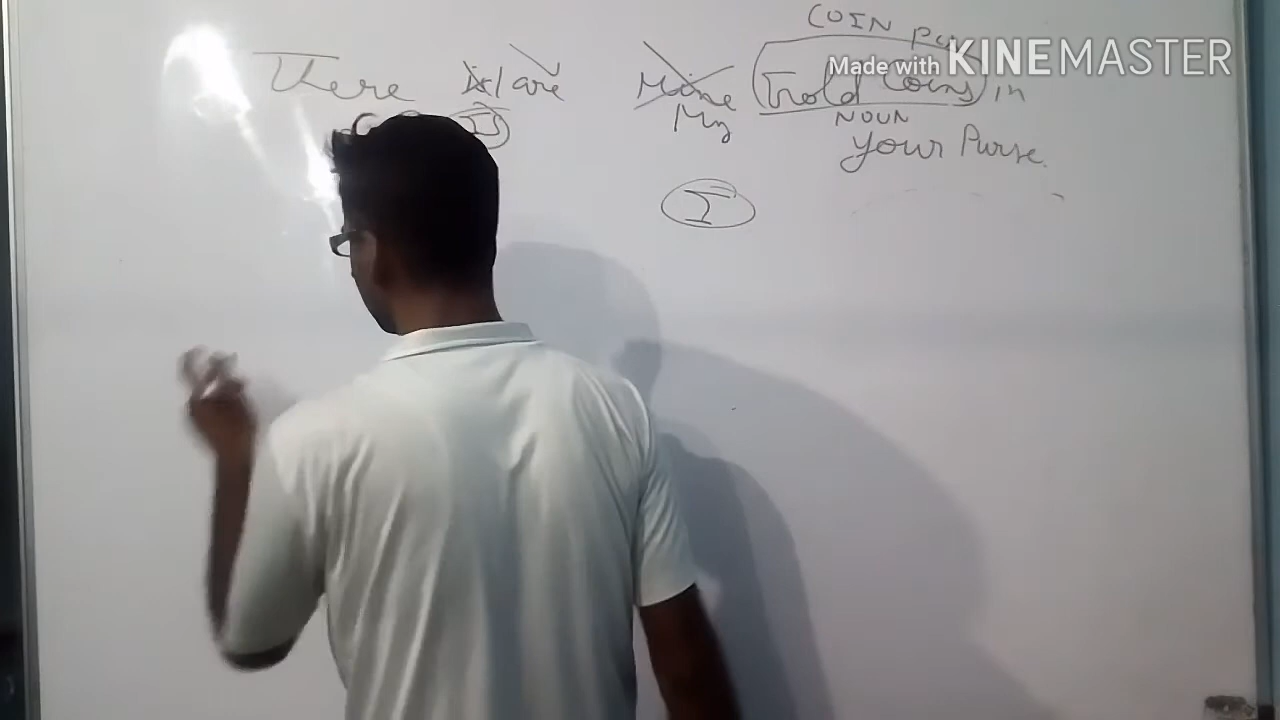 COIN
Made with KINEMASTER
There is/are Mine Gold Coins in
My NOUN
your Purse.
I